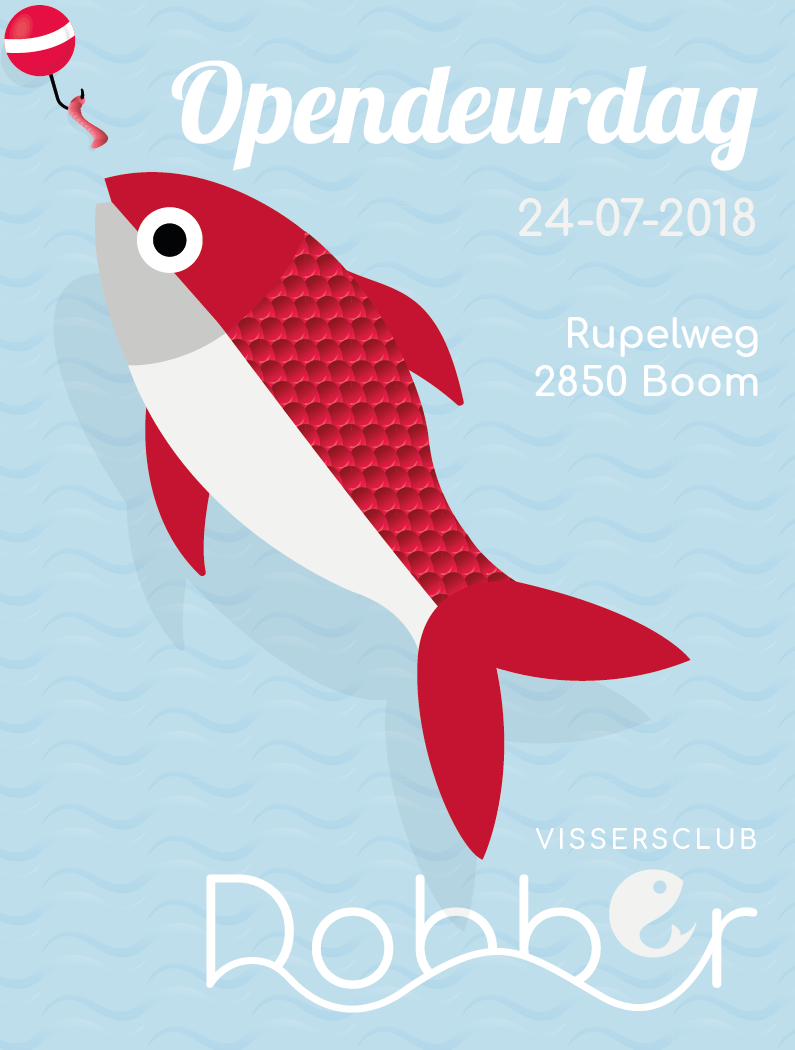 Opendeurdag
24-07-2018
Rupelweg
2850 Boom
VISSERSCLUB
Dobber